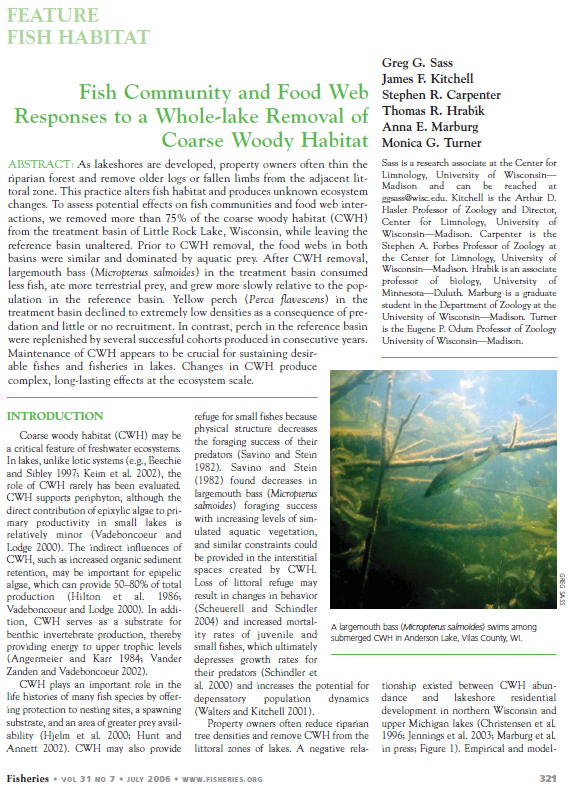 FEATURE
FISH HABITAT
Fish Community and Food Web
Responses to a Whole-lake Removal of
Coarse Woody Habitat
Greg G. Sass
James F. Kitchell
Stephen R. Carpenter
Thomas R. Hrabik
Anna E. Marburg
Monica G. Turner
ABSTRACT: As lakeshores are developed, property owners often thin the
riparian forest and remove older logs or fallen limbs from the adjacent lit-
toral zone. This practice alters fish habitat and produces unknown ecosystem
changes. To assess potential effects on fish communities and food web inter-
actions, we removed more than 75% of the coarse woody habitat (CWH)
from the treatment basin of Little Rock Lake, Wisconsin, while leaving the
reference basin unaltered. Prior to CWH removal, the food webs in both
basins were similar and dominated by aquatic prey. After CWH removal,
largemouth bass (Micropterus salmoides) in the treatment basin consumed
less fish, ate more terrestrial prey, and grew more slowly relative to the pop-
ulation in the reference basin. Yellow perch (Perca flavescens) in the
treatment basin declined to extremely low densities as a consequence of pre-
dation and little or no recruitment. In contrast, perch in the reference basin
were replenished by several successful cohorts produced in consecutive years.
Maintenance of CWH appears to be crucial for sustaining desir-
able fishes and fisheries in lakes. Changes in CWH produce
complex, long-lasting effects at the ecosystem scale.
Sass is a research associate at the Center for
Limnology, University of Wisconsin—
Madison and can be reached at
ggsass@wisc.edu. Kitchell is the Arthur D.
Hasler Professor of Zoology and Director,
Center for Limnology, University of
Wisconsin—Madison. Carpenter is the
Stephen A. Forbes Professor of Zoology at
the Center for Limnology, University of
Wisconsin—Madison. Hrabik is an associate
professor of biology, University of
Minnesota—Duluth. Marburg is a graduate
student in the Department of Zoology at the
University of Wisconsin—Madison. Turner
is the Eugene P. Odum Professor of Zoology
University of Wisconsin—Madison.
INTRODUCTION
Coarse woody habitat (CWH) may be
a critical feature of freshwater ecosystems.
In lakes, unlike lotic systems (e.g., Beechie
and Sibley 1997; Keim et al. 2002), the
role of CWH rarely has been evaluated.
CWH supports periphyton, although the
direct contribution of epixylic algae to pri-
mary productivity in small lakes is
relatively minor (Vadeboncoeur and
Lodge 2000). The indirect influences of
CWH, such as increased organic sediment
retention, may be important for epipelic
algae, which can provide 50–80% of total
production (Hilton et al. 1986;
Vadeboncoeur and Lodge 2000). In addi-
tion, CWH serves as a substrate for
benthic invertebrate production, thereby
providing energy to upper trophic levels
(Angermeier and Karr 1984; Vander
Zanden and Vadeboncoeur 2002).
CWH plays an important role in the
life histories of many fish species by offer-
ing protection to nesting sites, a spawning
substrate, and an area of greater prey avail-
ability (Hjelm et al. 2000; Hunt and
Annett 2002). CWH may also provide
refuge for small fishes because
physical structure decreases
the foraging success of their
predators (Savino and Stein
1982). Savino and Stein
(1982) found decreases in
largemouth bass (Micropterus
salmoides) foraging success
with increasing levels of sim-
ulated aquatic vegetation,
and similar constraints could
be provided in the interstitial
spaces created by CWH.
Loss of littoral refuge may
result in changes in behavior
(Scheuerell and Schindler
2004) and increased mortal-
ity rates of juvenile and
small fishes, which ultimately
depresses growth rates for
their predators (Schindler et
al. 2000) and increases the potential for
depensatory population dynamics
(Walters and Kitchell 2001).
Property owners often reduce riparian
tree densities and remove CWH from the
littoral zones of lakes. A negative rela-
GREG SASS
A largemouth bass (Micropterus salmoides) swims among
submerged CWH in Anderson Lake, Vilas County, WI.
tionship existed between CWH abun-
dance and lakeshore residential
development in northern Wisconsin and
upper Michigan lakes (Christensen et al.
1996; Jennings et al. 2003; Marburg et al.
in press; Figure 1). Empirical and model-
Fisheries • VOL 31 NO 7 • JULY 2006 • WWW.FISHERIES.ORG
321